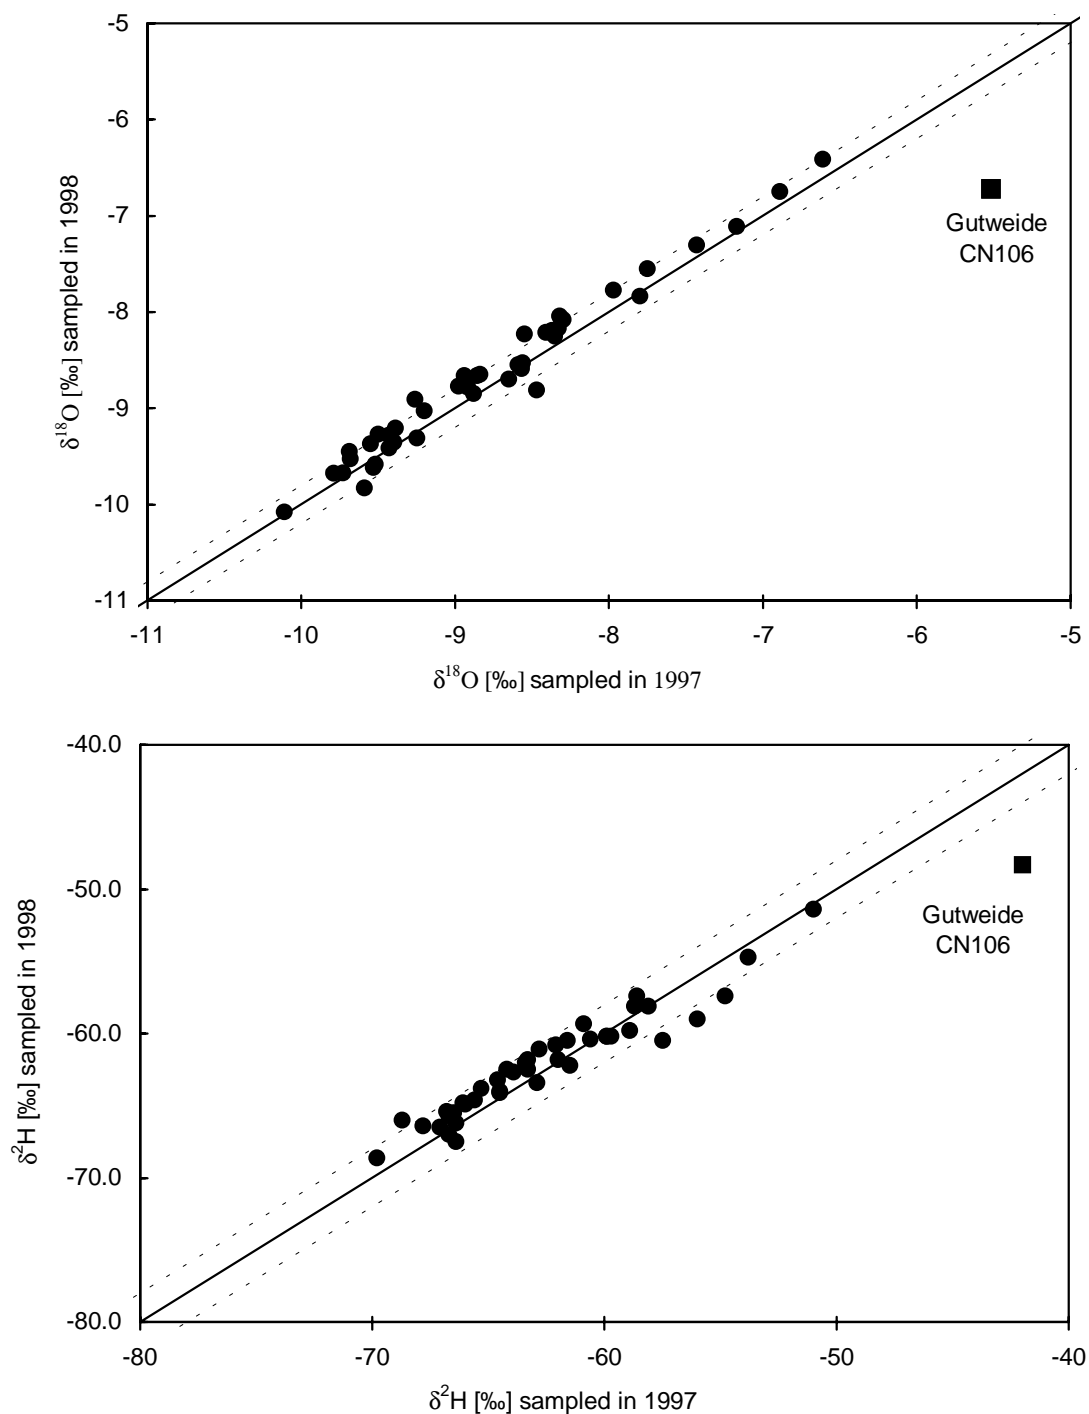 -5
-6
-7
-8
-9
-10
-11
δ¹⁸O [‰] sampled in 1998
Gutweide
CN106
-11 -10 -9 -8 -7 -6 -5
δ¹⁸O [‰] sampled in 1997
-40.0
-50.0
-60.0
-70.0
-80.0
δ²H [‰] sampled in 1998
Gutweide
CN106
-80 -70 -60 -50 -40
δ²H [‰] sampled in 1997